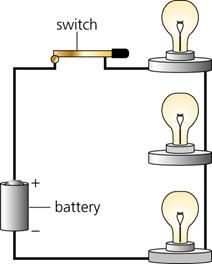 switch
+
battery
−